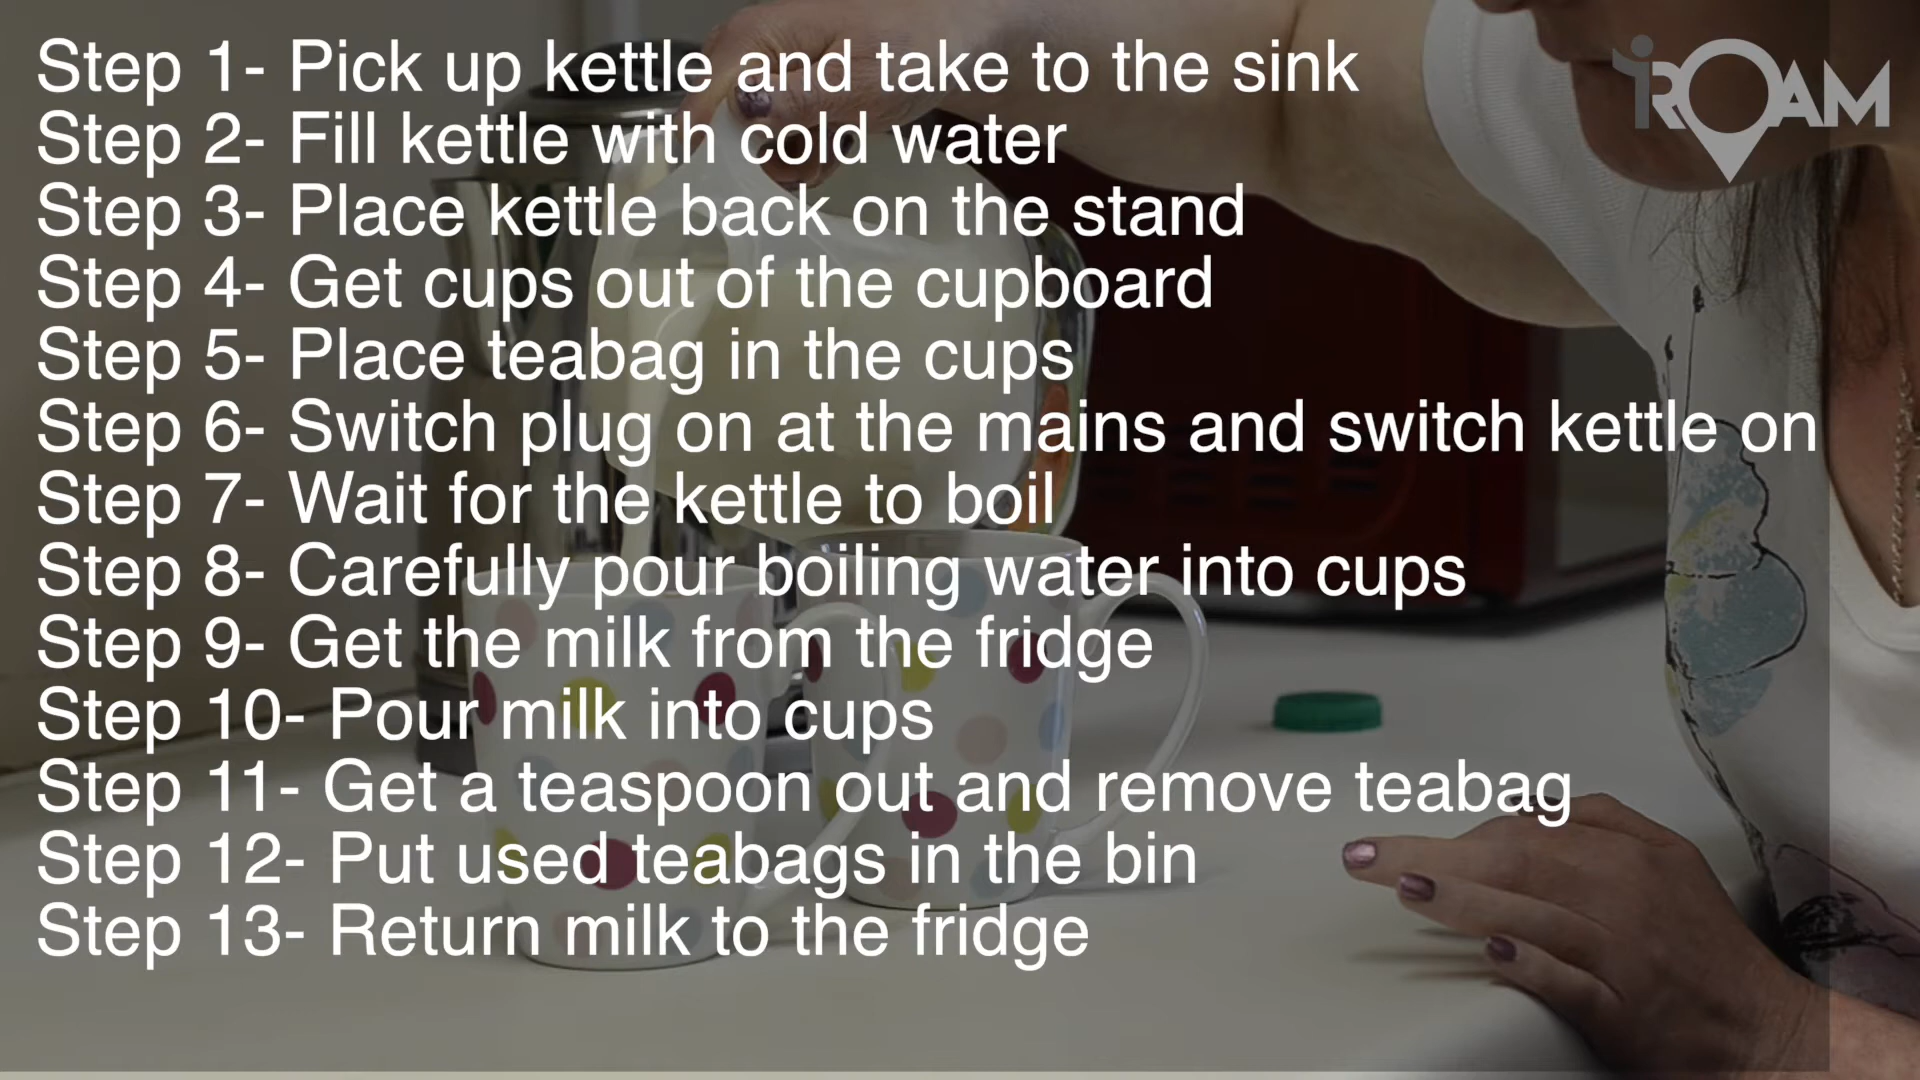 Step 1- Pick up kettle and take to the sink
Step 2- Fill kettle with cold water
Step 3- Place kettle back on the stand
Step 4- Get cups out of the cupboard
Step 5- Place teabag in the cups
Step 6- Switch plug on at the mains and switch kettle on
Step 7- Wait for the kettle to boil
Step 8- Carefully pour boiling water into cups
Step 9- Get the milk from the fridge
Step 10- Pour milk into cups
Step 11- Get a teaspoon out and remove teabag
Step 12- Put used teabags in the bin
Step 13- Return milk to the fridge
iROAM